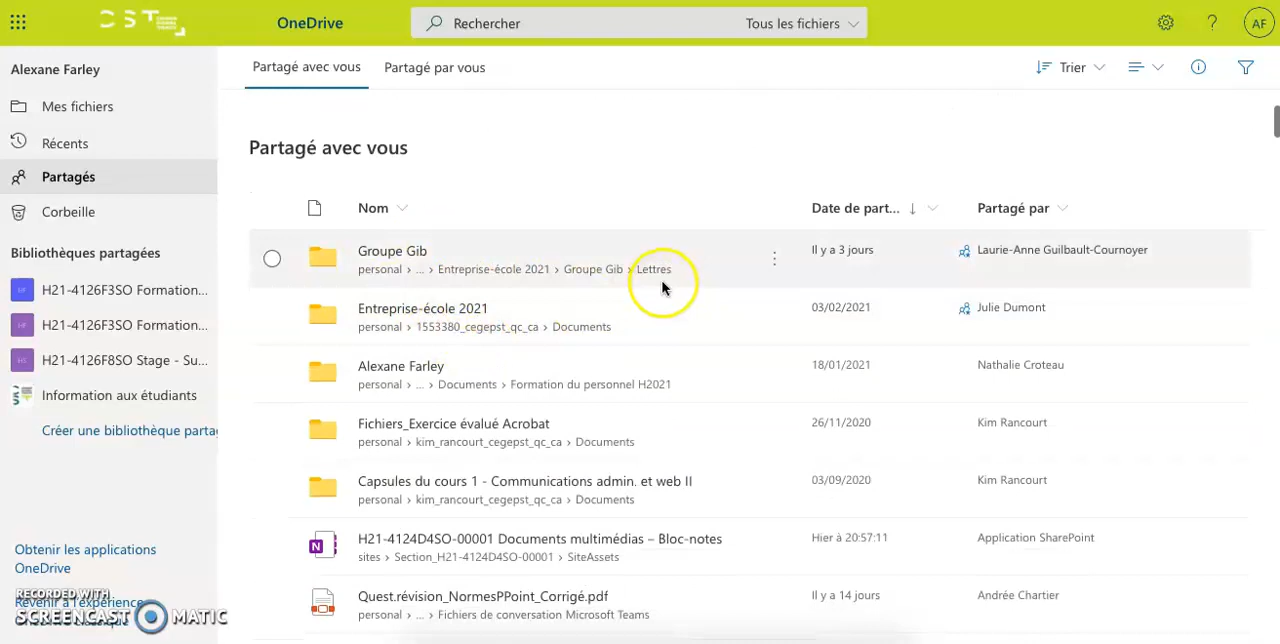 CST
OneDrive
Rechercher
Tous les fichiers
?
AF
Alexane Farley
Mes fichiers
Récents
Partagés
Corbeille
Bibliothèques partagées
H21-4126F3SO Formation...
H21-4126F3SO Formation...
H21-4126F8SO Stage - Su...
Information aux étudiants
Créer une bibliothèque partag
Obtenir les applications
OneDrive
Revenir à l'expérience
OneDrive classique
RECORDED WITH
SCREENCAST MATIC
Partagé avec vous
Partagé par vous
Trier
Partagé avec vous
Nom
Date de part...
Partagé par
Groupe Gib
personal › ... › Entreprise-école 2021 › Groupe Gib › Lettres
Il y a 3 jours
Laurie-Anne Guilbault-Cournoyer
Entreprise-école 2021
personal › 1553380_cegepst_qc_ca › Documents
03/02/2021
Julie Dumont
Alexane Farley
personal › ... › Documents › Formation du personnel H2021
18/01/2021
Nathalie Croteau
Fichiers_Exercice évalué Acrobat
personal › kim_rancourt_cegepst_qc_ca › Documents
26/11/2020
Kim Rancourt
Capsules du cours 1 - Communications admin. et web II
personal › kim_rancourt_cegepst_qc_ca › Documents
03/09/2020
Kim Rancourt
H21-4124D4SO-00001 Documents multimédias – Bloc-notes
sites › Section_H21-4124D4SO-00001 › SiteAssets
Hier à 20:57:11
Application SharePoint
Quest.révision_NormesPPoint_Corrigé.pdf
personal › ... › Fichiers de conversation Microsoft Teams
Il y a 14 jours
Andrée Chartier